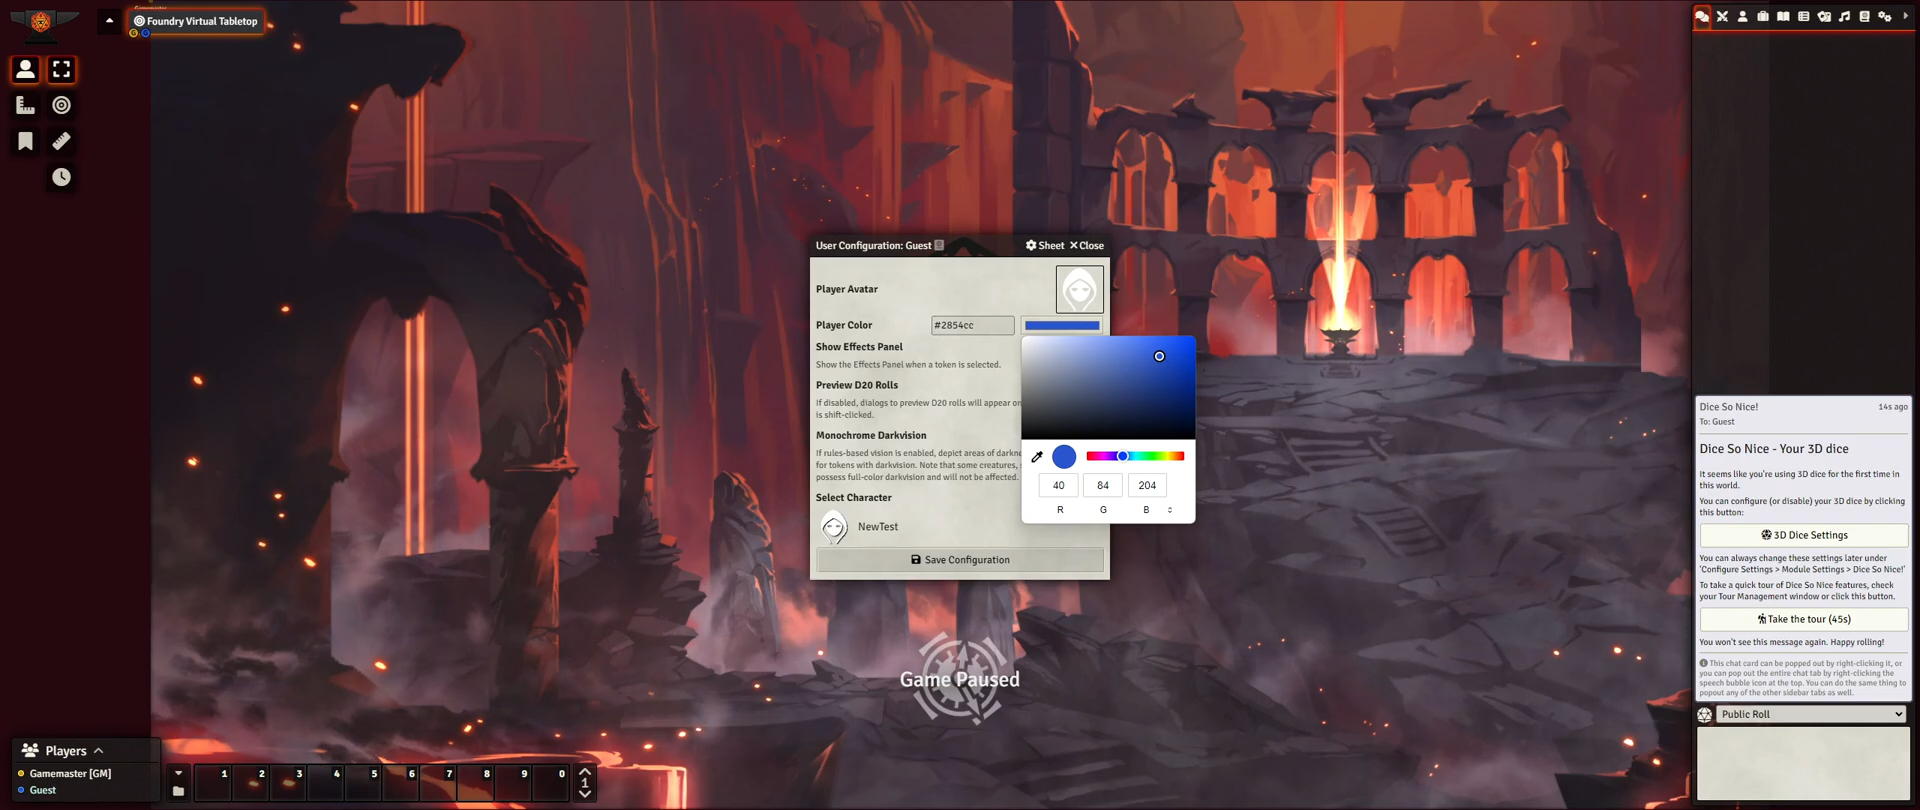 Gamemaster
Foundry Virtual Tabletop
G G
User Configuration: Guest
Sheet
Close
Player Avatar
Player Color
#2854cc
Show Effects Panel
Show the Effects Panel when a token is selected.
Preview D20 Rolls
If disabled, dialogs to preview D20 rolls will appear on
is shift-clicked.
Monochrome Darkvision
If rules-based vision is enabled, depict areas of darkne
for tokens with darkvision. Note that some creatures,
possess full-color darkvision and will not be affected.
Select Character
NewTest
Save Configuration
40 84 204
R G B
Game Paused
Dice So Nice!
14s ago
To: Guest
Dice So Nice - Your 3D dice
It seems like you're using 3D dice for the first time in
this world.
You can configure (or disable) your 3D dice by clicking
this button:
3D Dice Settings
You can always change these settings later under
'Configure Settings > Module Settings > Dice So Nice!'
To take a quick tour of Dice So Nice features, check
your Tour Management window or click this button.
Take the tour (45s)
You won't see this message again. Happy rolling!
This chat card can be popped out by right-clicking it, or
you can pop out the entire chat tab by right-clicking the
speech bubble icon at the top. You can do the same thing to
popout any of the other sidebar tabs as well.
Public Roll
Players
Gamemaster [GM]
Guest
1 2 3 4 5 6 7 8 9 0
1